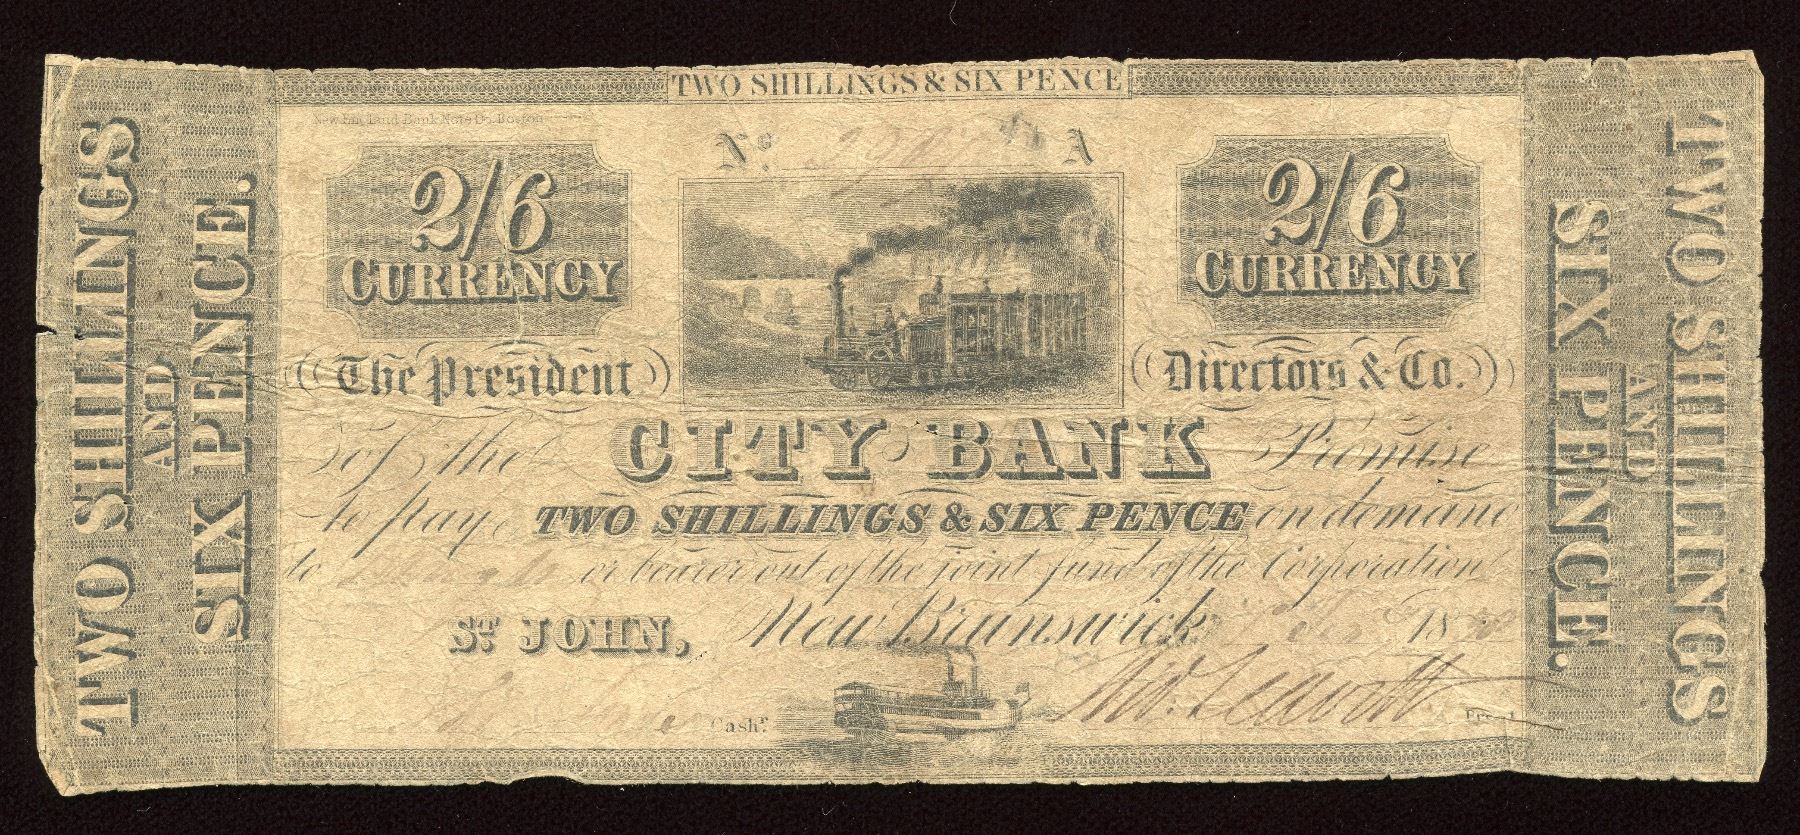 TWO SHILLINGS & SIX PENCE
New England Bank Note Co. Boston
No. A
2/6
CURRENCY
2/6
CURRENCY
The President
Directors & Co.
of the CITY BANK Promise
to pay TWO SHILLINGS & SIX PENCE on demand
to or bearer out of the joint fund of the Corporation
ST. JOHN, New Brunswick 18
Cashr.
Presdt.
TWO SHILLINGS
AND
SIX PENCE.
TWO SHILLINGS
AND
SIX PENCE.